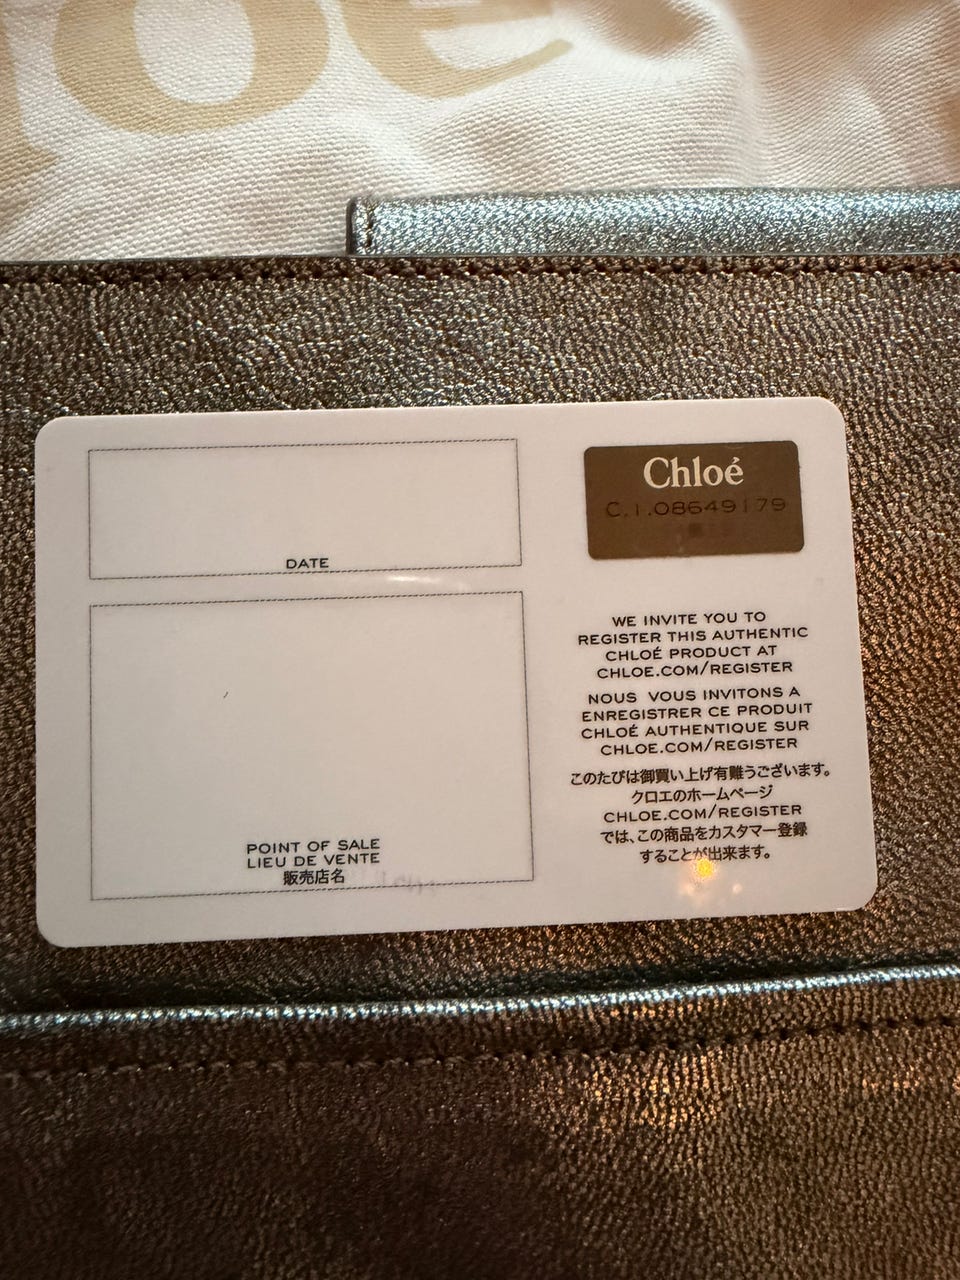 oé
DATE
POINT OF SALE
LIEU DE VENTE
販売店名
Chloé
C.1.08649179
WE INVITE YOU TO
REGISTER THIS AUTHENTIC
CHLOÉ PRODUCT AT
CHLOE.COM/REGISTER
NOUS VOUS INVITONS A
ENREGISTRER CE PRODUIT
CHLOÉ AUTHENTIQUE SUR
CHLOE.COM/REGISTER
このたびは御買い上げ有難うございます。
クロエのホームページ
CHLOE.COM/REGISTER
では、この商品をカスタマー登録
することが出来ます。